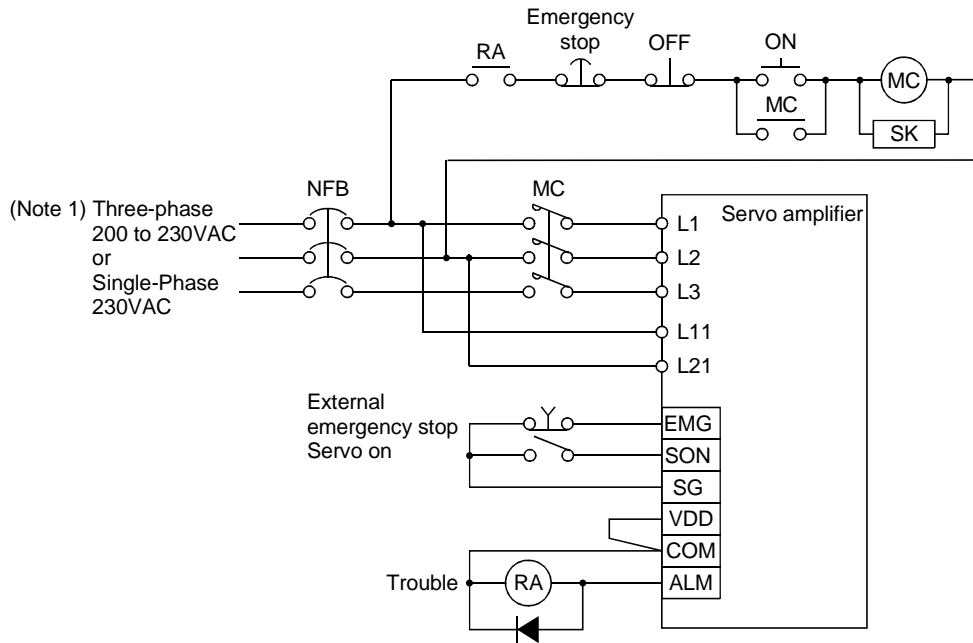 Emergency
stop
RA
OFF
ON
MC
MC
SK
NFB
MC
(Note 1) Three-phase
200 to 230VAC
or
Single-Phase
230VAC
Servo amplifier
L1
L2
L3
L11
L21
External
emergency stop
Servo on
EMG
SON
SG
VDD
COM
ALM
Trouble
RA